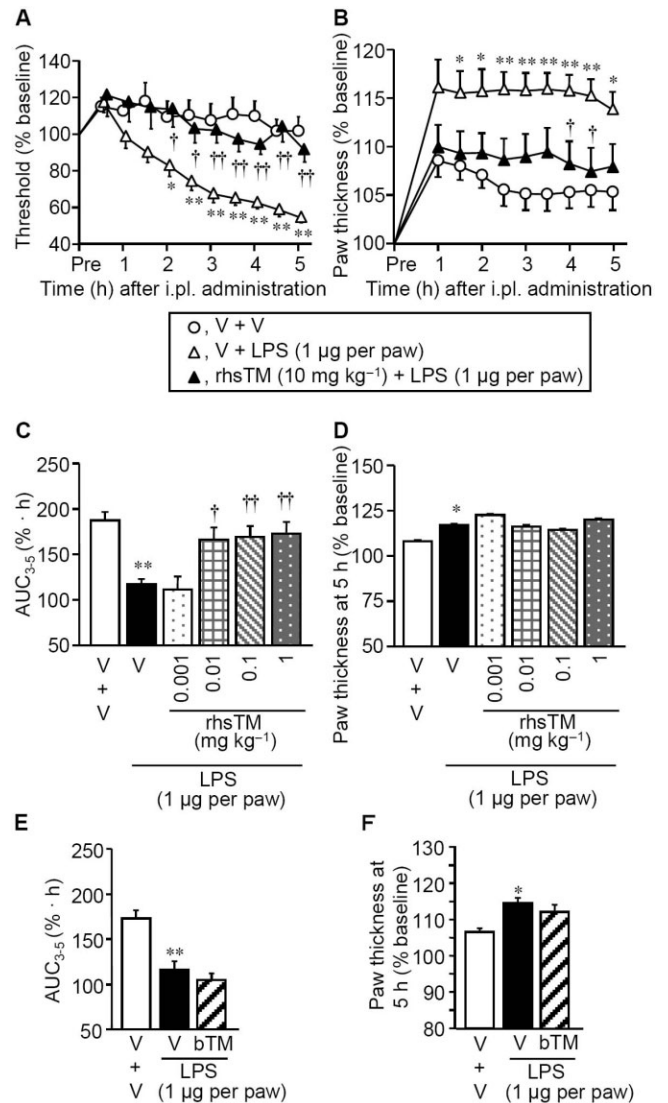 A
Threshold (% baseline)
140
120
100
80
60
40
†
†
††
††
††
††
††
*
**
**
**
**
**
**
Pre 1 2 3 4 5
Time (h) after i.pl. administration
B
Paw thickness (% baseline)
120
115
110
105
100
* * ** ** ** ** ** *
† †
Pre 1 2 3 4 5
Time (h) after i.pl. administration
○, V + V
△, V + LPS (1 µg per paw)
▲, rhsTM (10 mg kg⁻¹) + LPS (1 µg per paw)
C
AUC3-5 (% · h)
250
200
150
100
50
**
†
††
††
V + V
V
0.001
0.01
0.1
1
rhsTM
(mg kg⁻¹)
LPS
(1 µg per paw)
D
Paw thickness at 5 h (% baseline)
150
125
100
75
50
*
V + V
V
0.001
0.01
0.1
1
rhsTM
(mg kg⁻¹)
LPS
(1 µg per paw)
E
AUC3-5 (% · h)
250
200
150
100
50
**
V + V
V bTM
LPS
(1 µg per paw)
F
Paw thickness at
5 h (% baseline)
130
120
110
100
90
80
*
V + V
V bTM
LPS
(1 µg per paw)